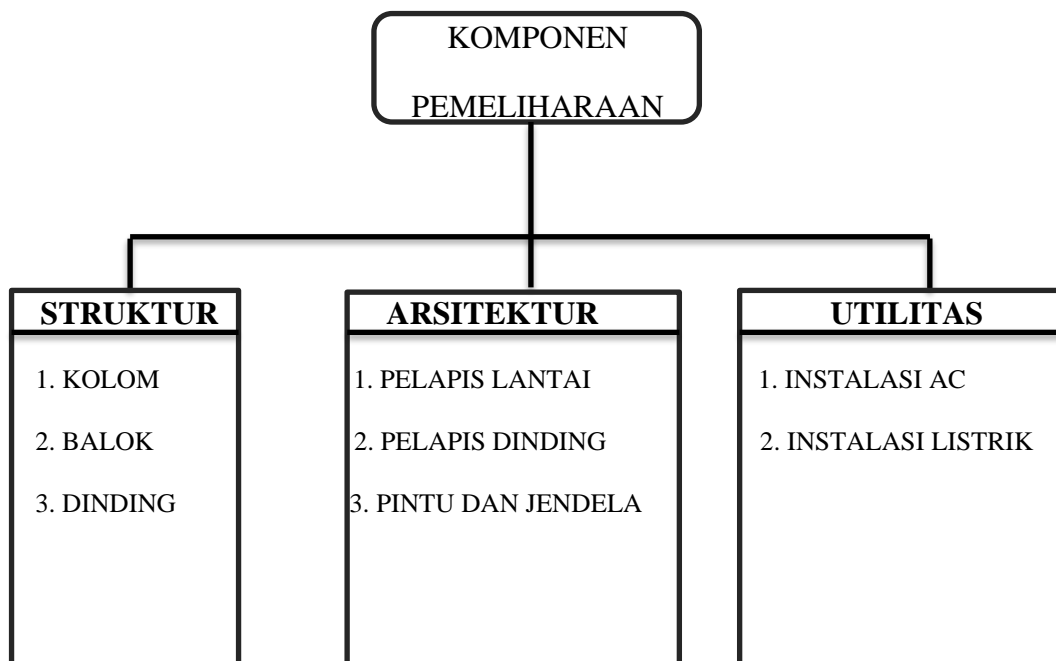 KOMPONEN
PEMELIHARAAN
STRUKTUR
1. KOLOM
2. BALOK
3. DINDING
ARSITEKTUR
1. PELAPIS LANTAI
2. PELAPIS DINDING
3. PINTU DAN JENDELA
UTILITAS
1. INSTALASI AC
2. INSTALASI LISTRIK